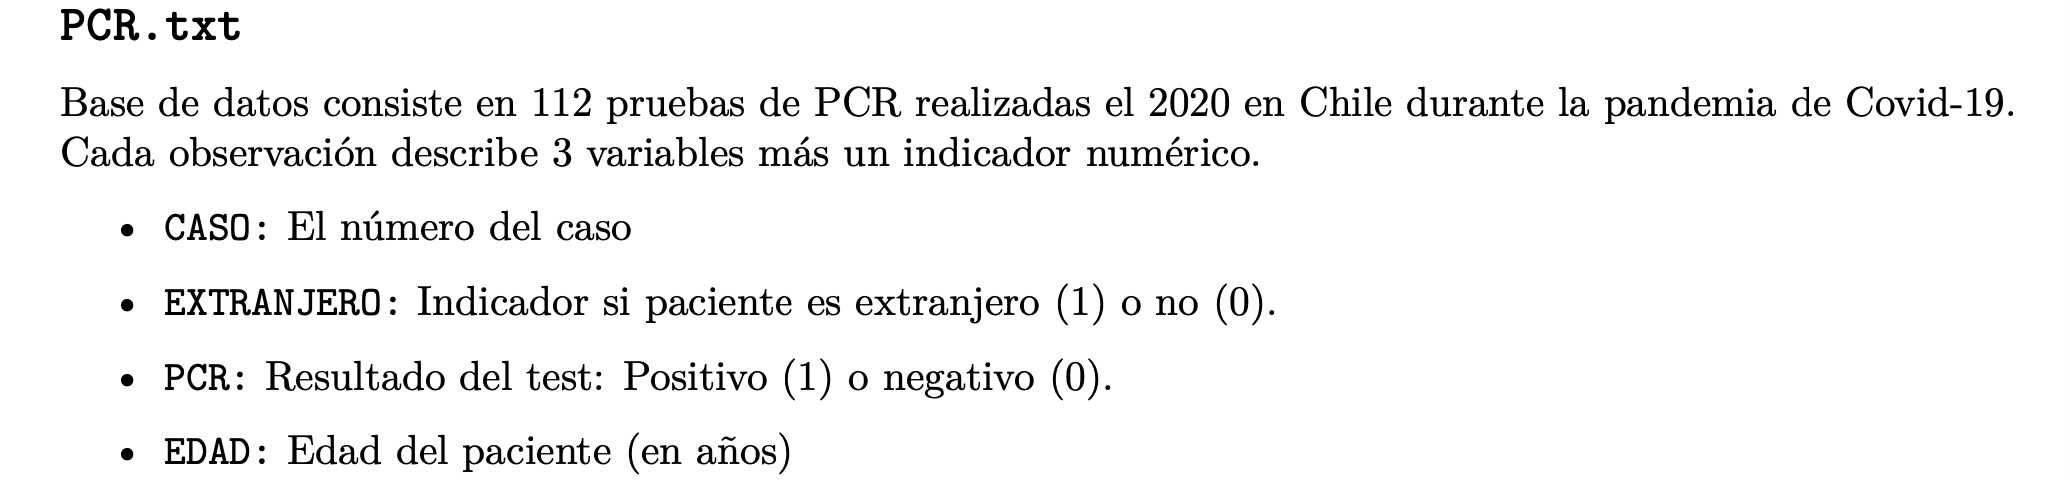 PCR.txt
Base de datos consiste en 112 pruebas de PCR realizadas el 2020 en Chile durante la pandemia de Covid-19.
Cada observación describe 3 variables más un indicador numérico.
• CASO: El número del caso
• EXTRANJERO: Indicador si paciente es extranjero (1) o no (0).
• PCR: Resultado del test: Positivo (1) o negativo (0).
• EDAD: Edad del paciente (en años)